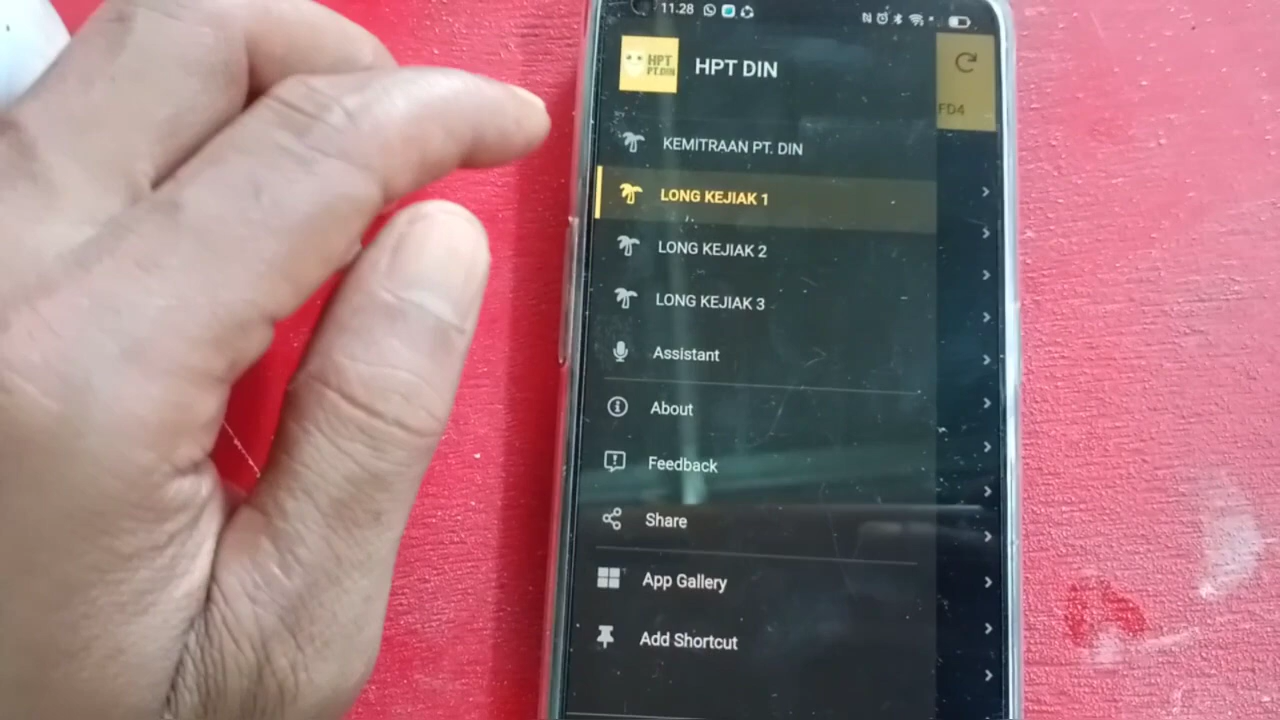 11.28
HPT
PT.DIN
HPT DIN
FD4
KEMITRAAN PT. DIN
LONG KEJIAK 1
LONG KEJIAK 2
LONG KEJIAK 3
Assistant
About
Feedback
Share
App Gallery
Add Shortcut